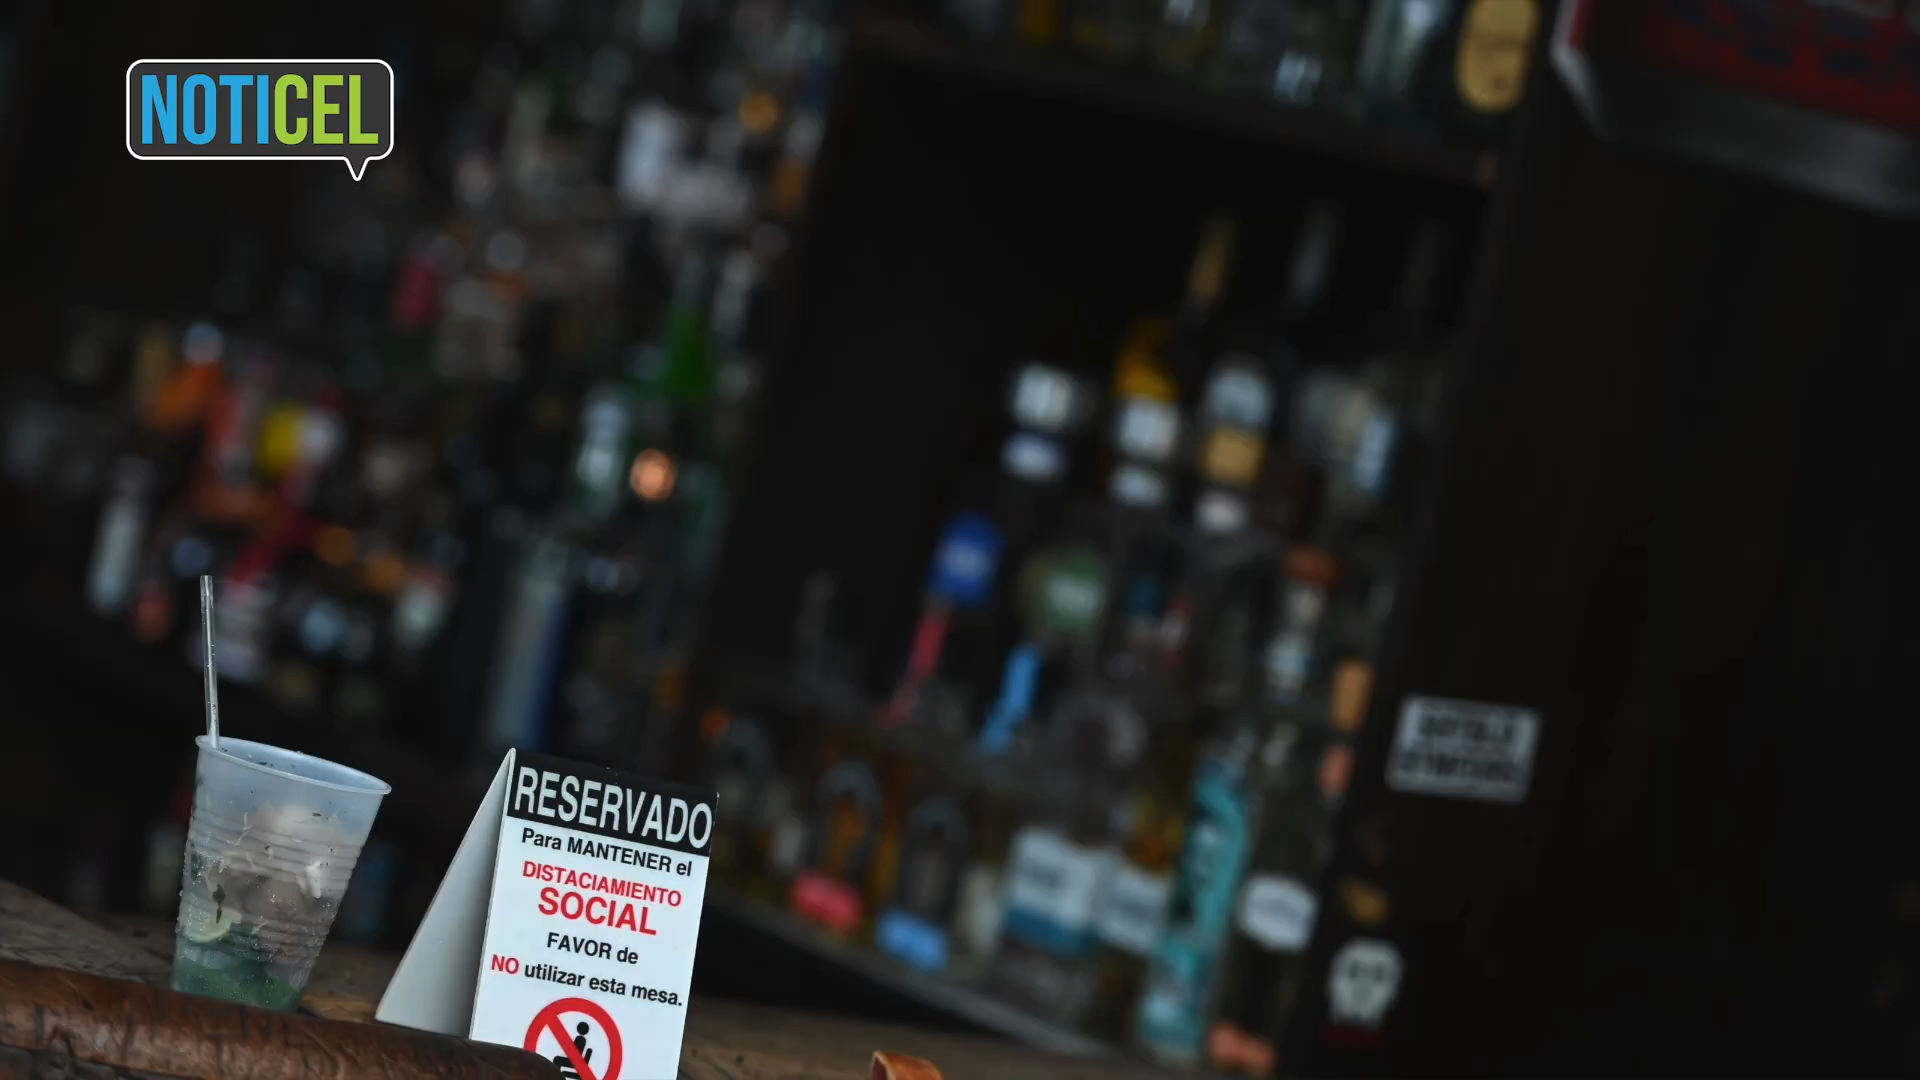 NOTICEL
RESERVADO
Para MANTENER el
DISTACIAMIENTO
SOCIAL
FAVOR de
NO utilizar esta mesa.